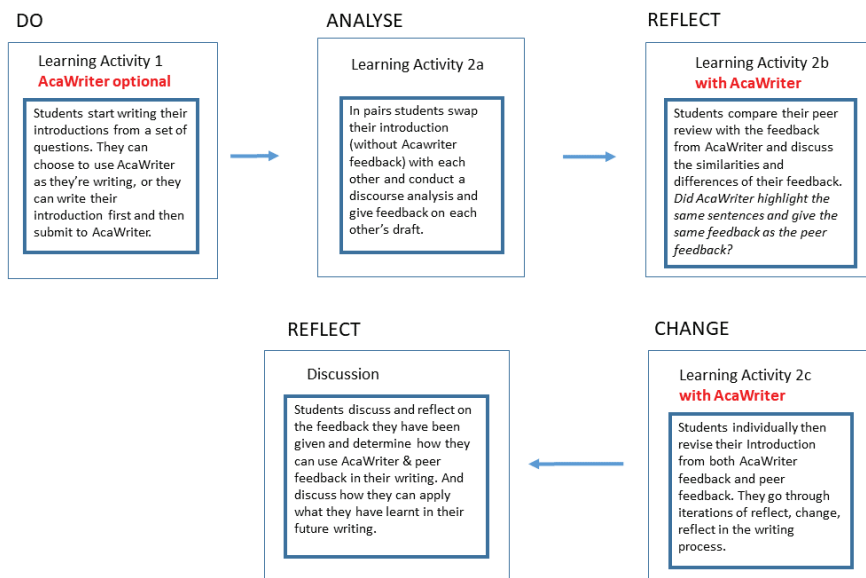 DO
Learning Activity 1
AcaWriter optional
Students start writing their
introductions from a set of
questions. They can
choose to use AcaWriter
as they're writing, or they
can write their
introduction first and then
submit to AcaWriter.
ANALYSE
Learning Activity 2a
In pairs students swap
their introduction
(without Acawriter
feedback) with each
other and conduct a
discourse analysis and
give feedback on each
other's draft.
REFLECT
Learning Activity 2b
with AcaWriter
Students compare their peer
review with the feedback
from AcaWriter and discuss
the similarities and
differences of their feedback.
Did AcaWriter highlight the
same sentences and give the
same feedback as the peer
feedback?
CHANGE
Learning Activity 2c
with AcaWriter
Students individually then
revise their Introduction
from both AcaWriter
feedback and peer
feedback. They go through
iterations of reflect, change,
reflect in the writing
process.
REFLECT
Discussion
Students discuss and reflect on
the feedback they have been
given and determine how they
can use AcaWriter & peer
feedback in their writing. And
discuss how they can apply
what they have learnt in their
future writing.